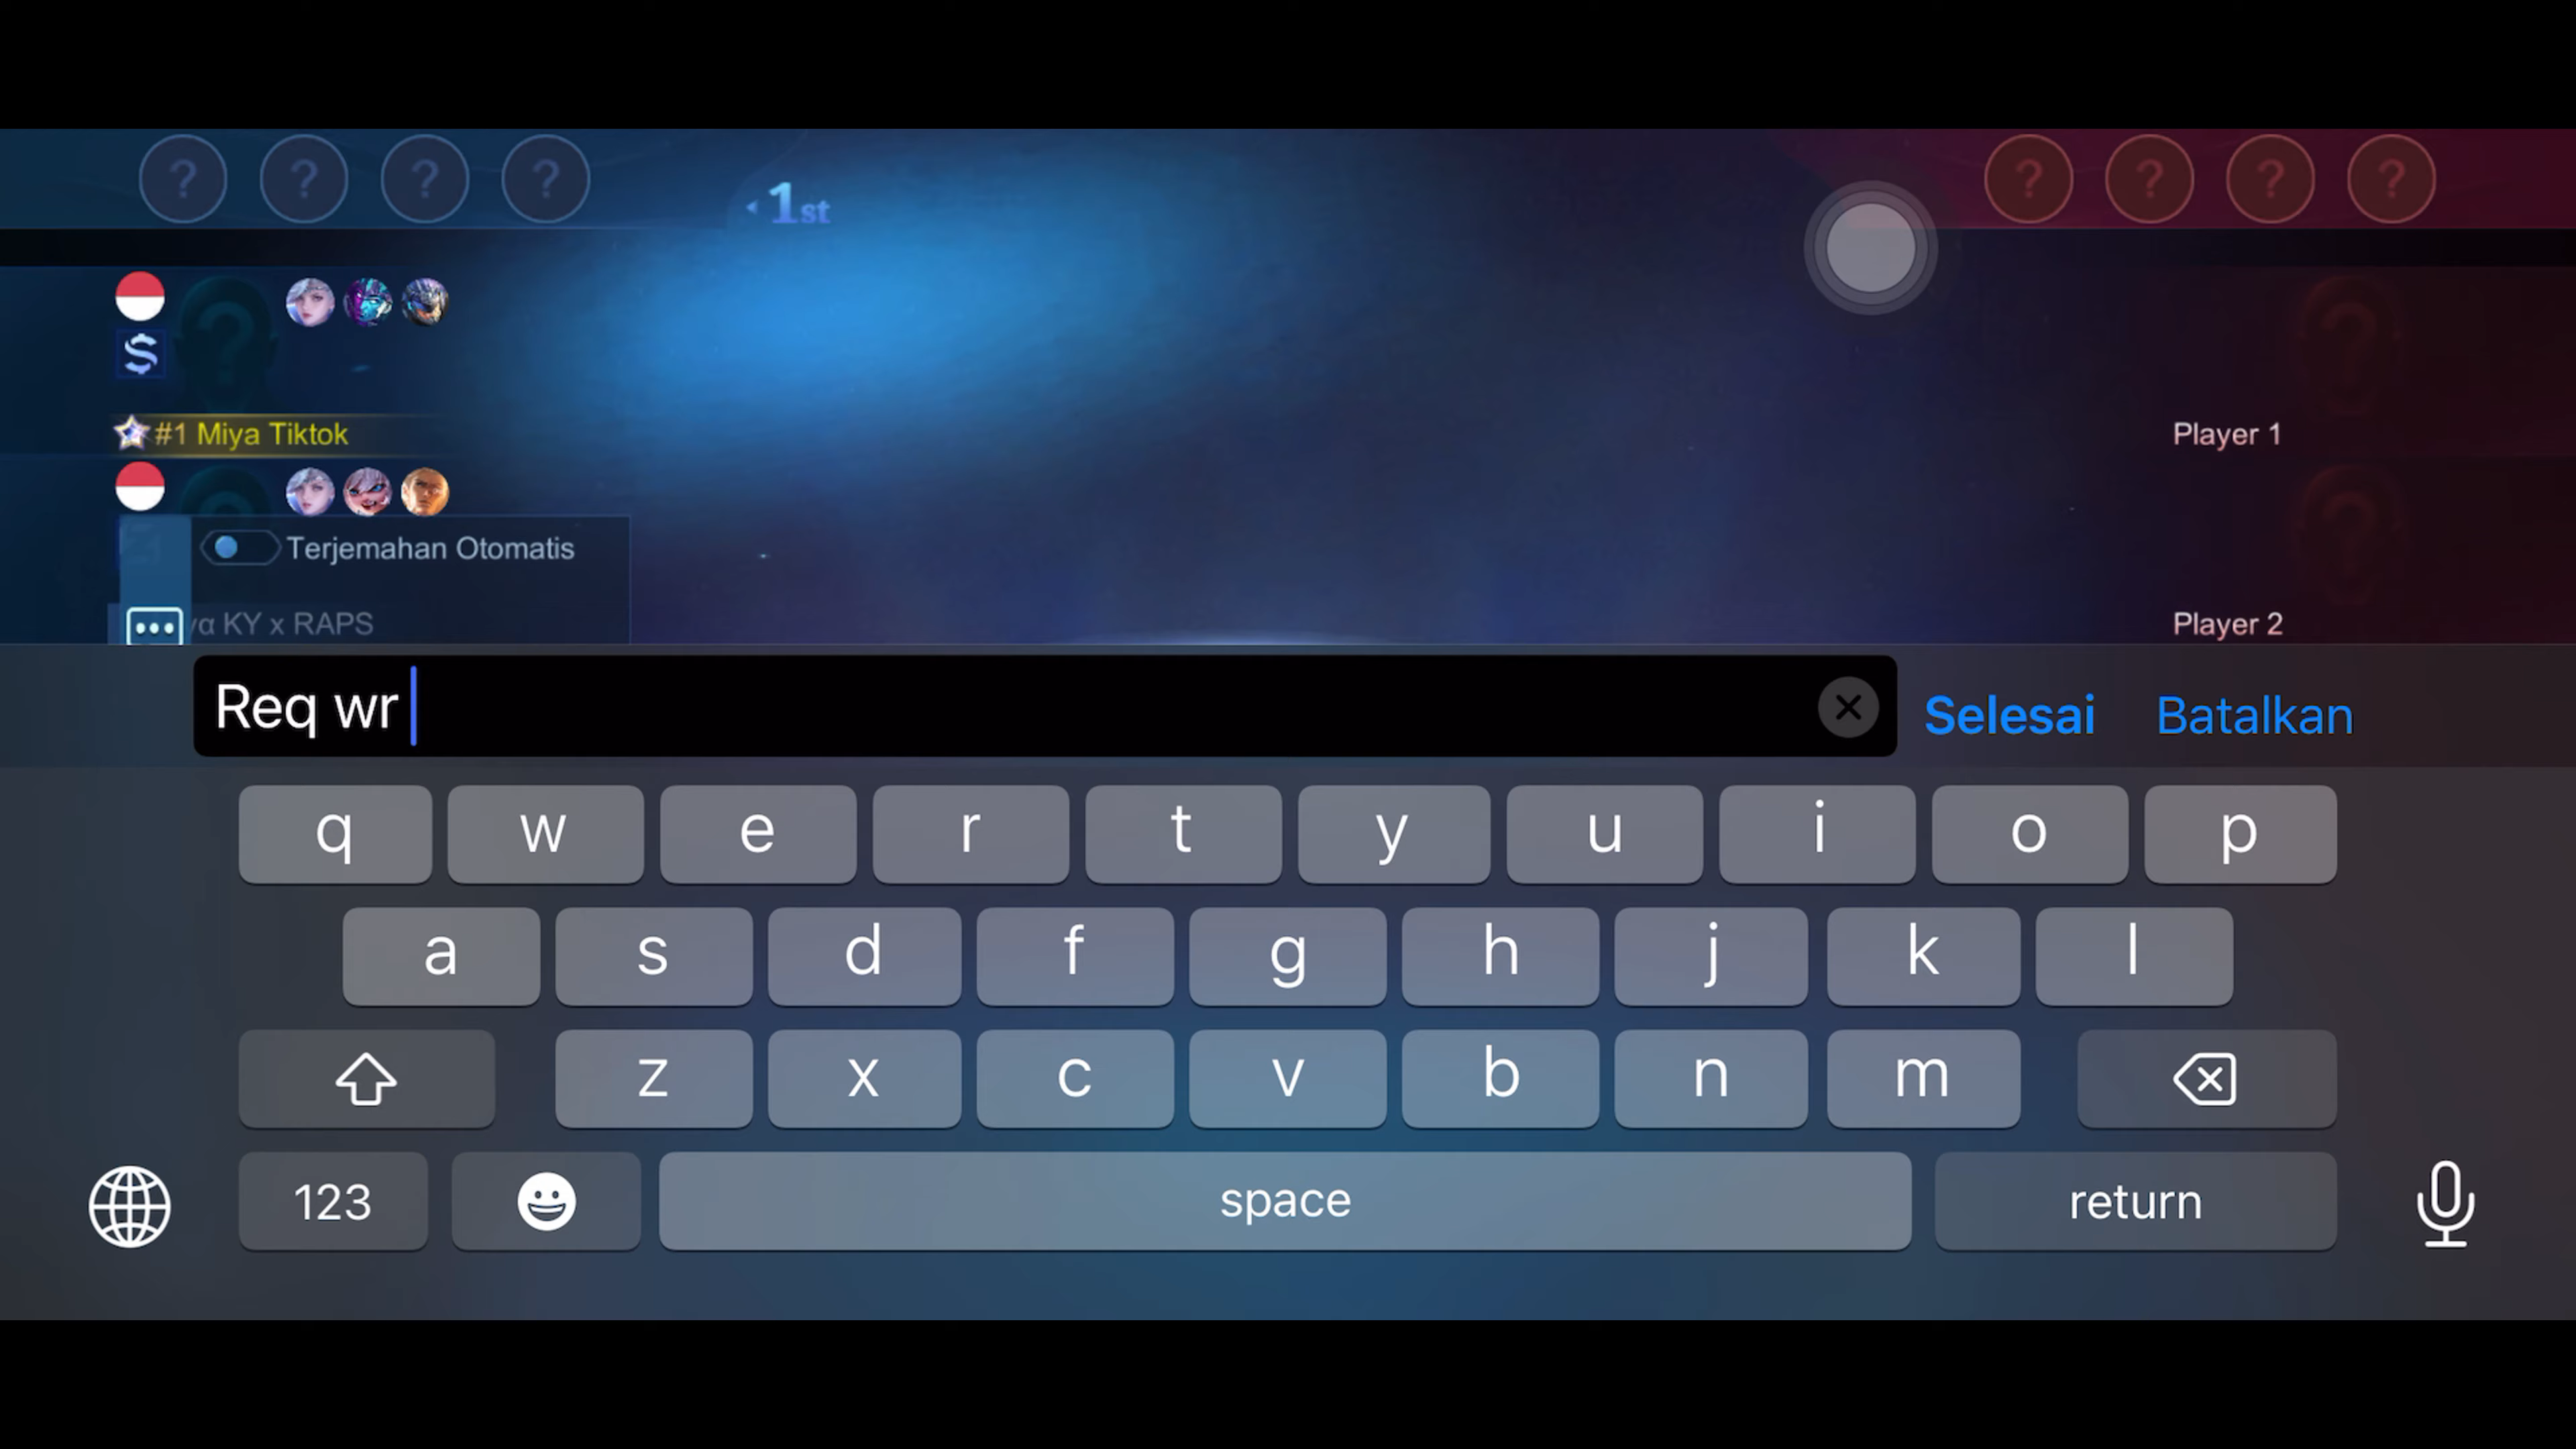 1st
#1 Miya Tiktok
Player 1
Terjemahan Otomatis
KY x RAPS
Player 2
Req wr
Selesai
Batalkan
q w e r t y u i o p
a s d f g h j k l
z x c v b n m
123
space
return